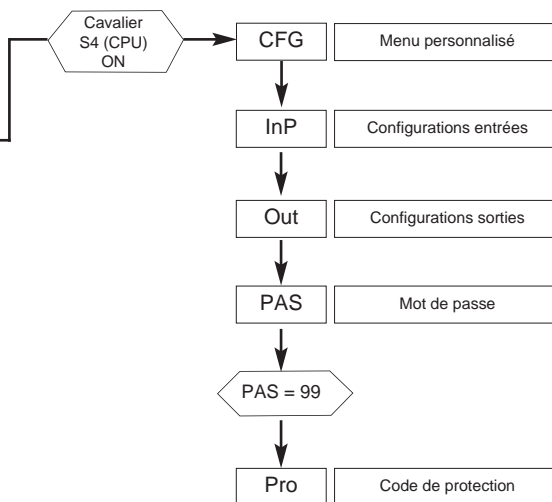 Cavalier
S4 (CPU)
ON
CFG
Menu personnalisé
InP
Configurations entrées
Out
Configurations sorties
PAS
Mot de passe
PAS = 99
Pro
Code de protection